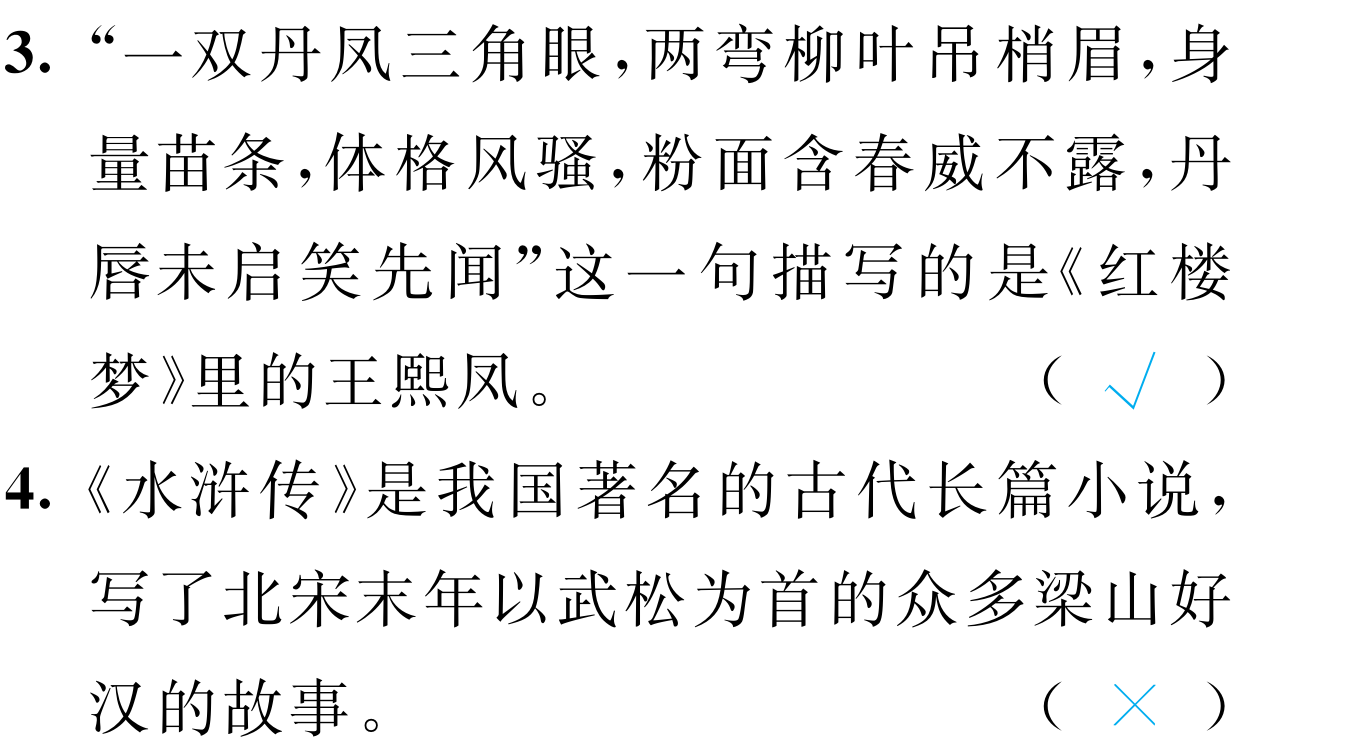 3. “一双丹凤三角眼,两弯柳叶吊梢眉,身
量苗条,体格风骚,粉面含春威不露,丹
唇未启笑先闻”这一句描写的是《红楼
梦》里的王熙凤。 ( √ )
4.《水浒传》是我国著名的古代长篇小说,
写了北宋末年以武松为首的众多梁山好
汉的故事。 ( × )